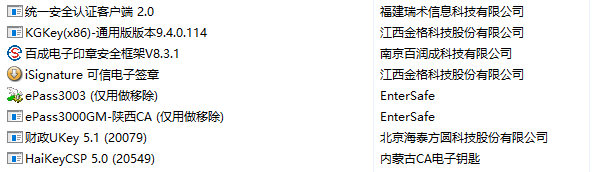 统一安全认证客户端 2.0 福建瑞术信息科技有限公司
KGKey(x86)-通用版版本9.4.0.114 江西金格科技股份有限公司
百成电子印章安全框架V8.3.1 南京百润成科技有限公司
iSignature 可信电子签章 江西金格科技股份有限公司
ePass3003 (仅用做移除) EnterSafe
ePass3000GM-陕西CA (仅用做移除) EnterSafe
财政UKey 5.1 (20079) 北京海泰方圆科技股份有限公司
HaiKeyCSP 5.0 (20549) 内蒙古CA电子钥匙